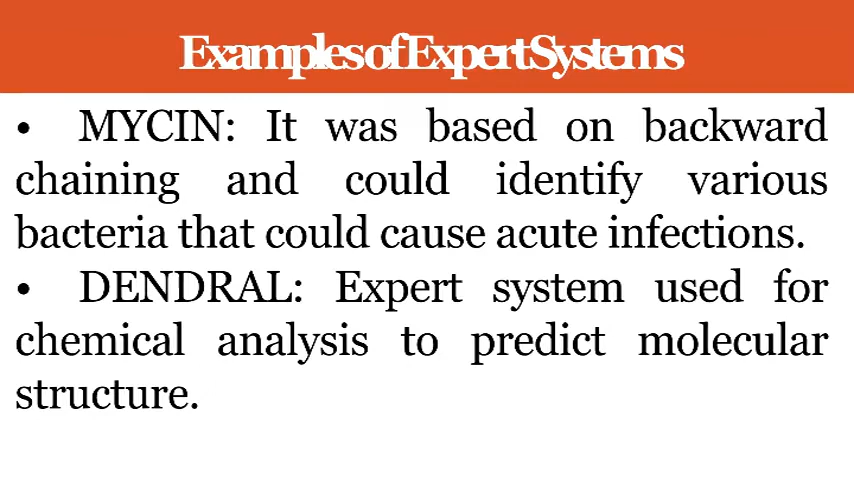 Examples of Expert Systems
• MYCIN: It was based on backward
chaining and could identify various
bacteria that could cause acute infections.
• DENDRAL: Expert system used for
chemical analysis to predict molecular
structure.